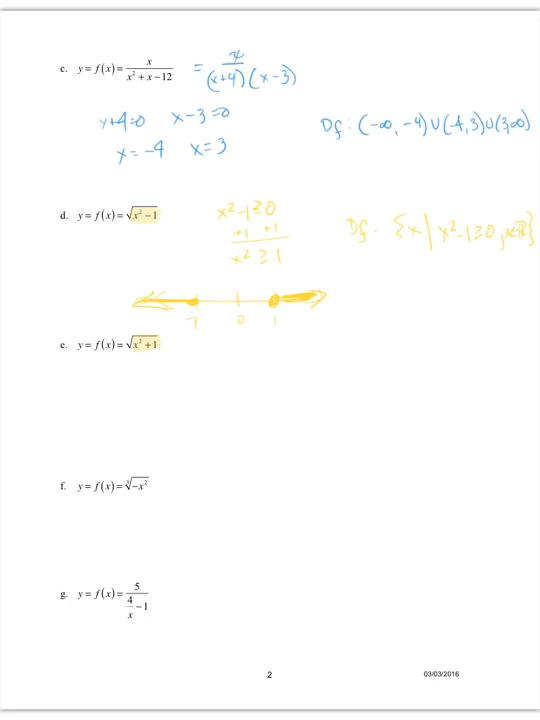 c. y = f(x) = x / (x² + x − 12) = x / ((x+4)(x−3))
x+4=0 x−3=0
x=−4 x=3
Df: (−∞, −4)∪(−4,3)∪(3,∞)
d. y = f(x) = √(x² − 1)
x²−1≥0
+1 +1
x² ≥ 1
Df: {x | x²−1≥0, x∈ℝ}
−1 0 1
e. y = f(x) = √(x² + 1)
f. y = f(x) = ∛(−x²)
g. y = f(x) = 5 / (4/x − 1)
2
03/03/2016